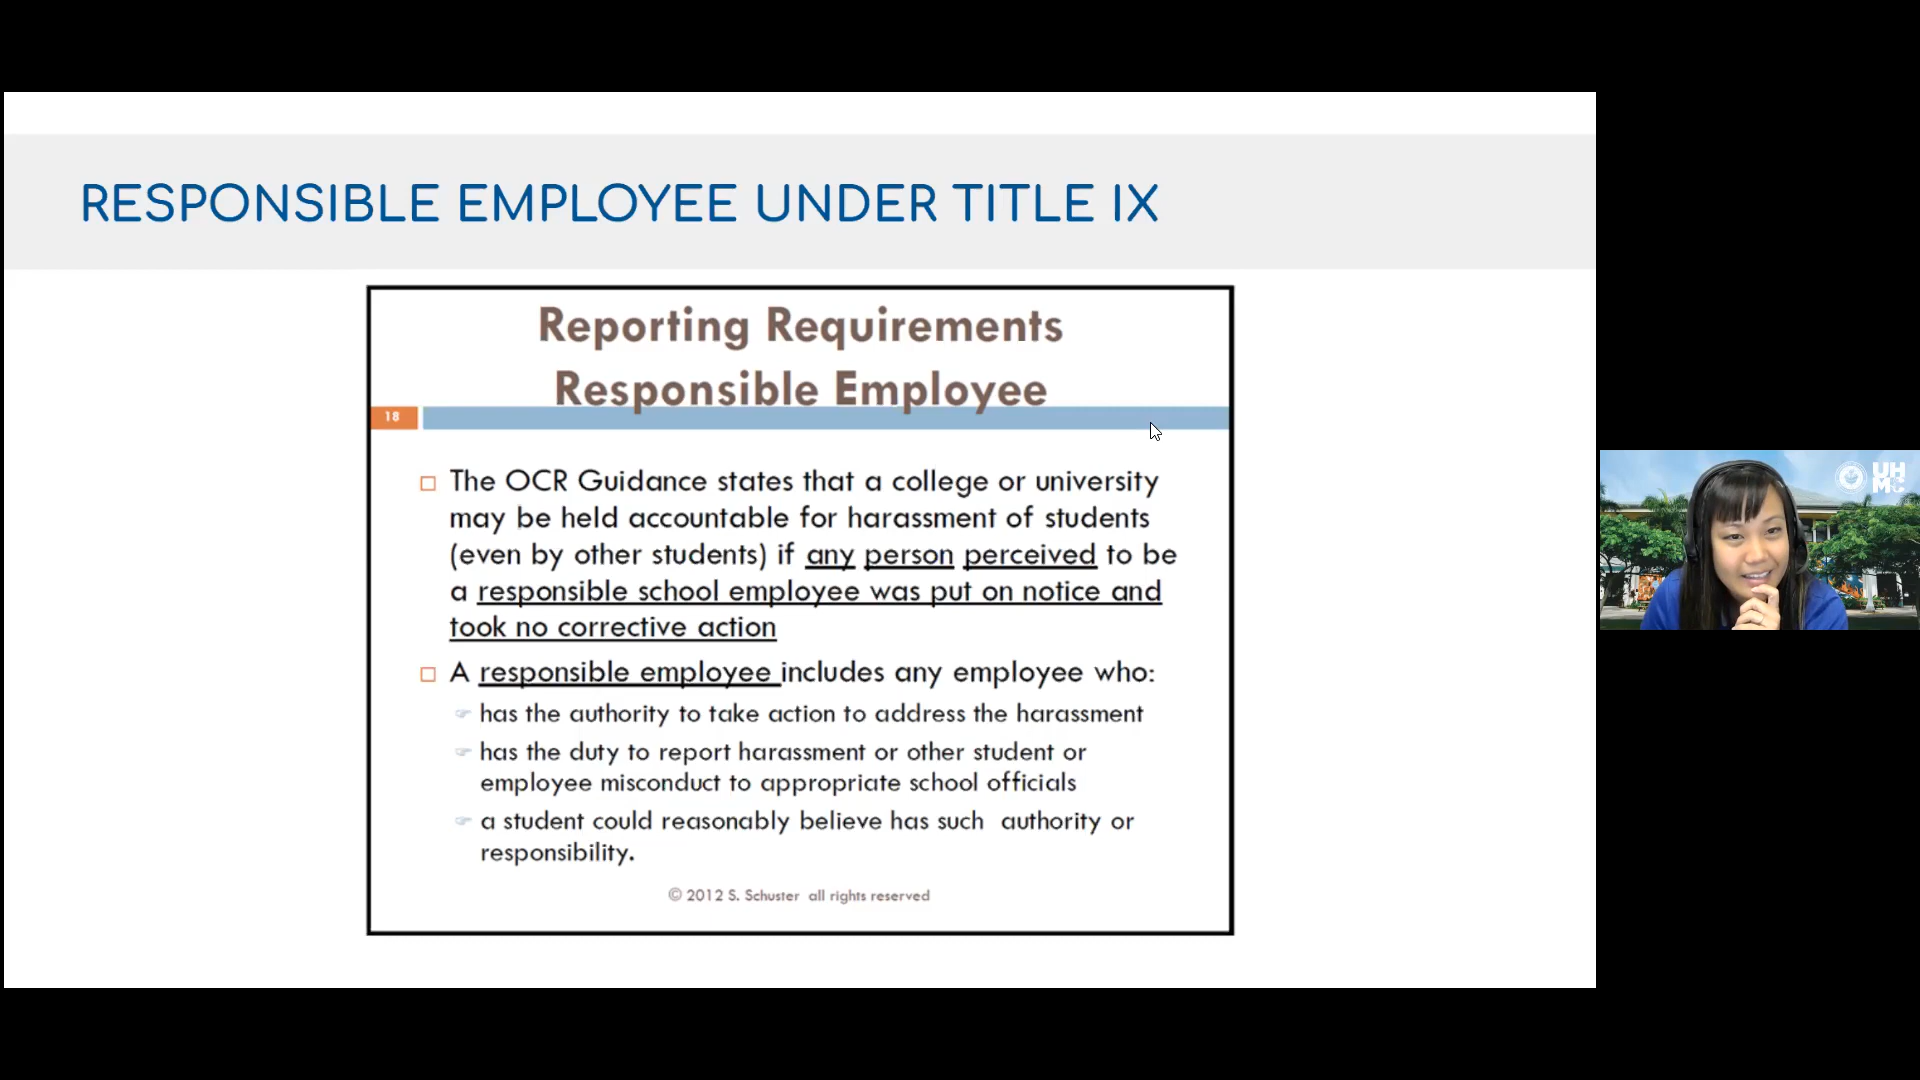 RESPONSIBLE EMPLOYEE UNDER TITLE IX
Reporting Requirements
Responsible Employee
18
The OCR Guidance states that a college or university
may be held accountable for harassment of students
(even by other students) if any person perceived to be
a responsible school employee was put on notice and
took no corrective action
A responsible employee includes any employee who:
has the authority to take action to address the harassment
has the duty to report harassment or other student or
employee misconduct to appropriate school officials
a student could reasonably believe has such authority or
responsibility.
© 2012 S. Schuster all rights reserved
UH
MC